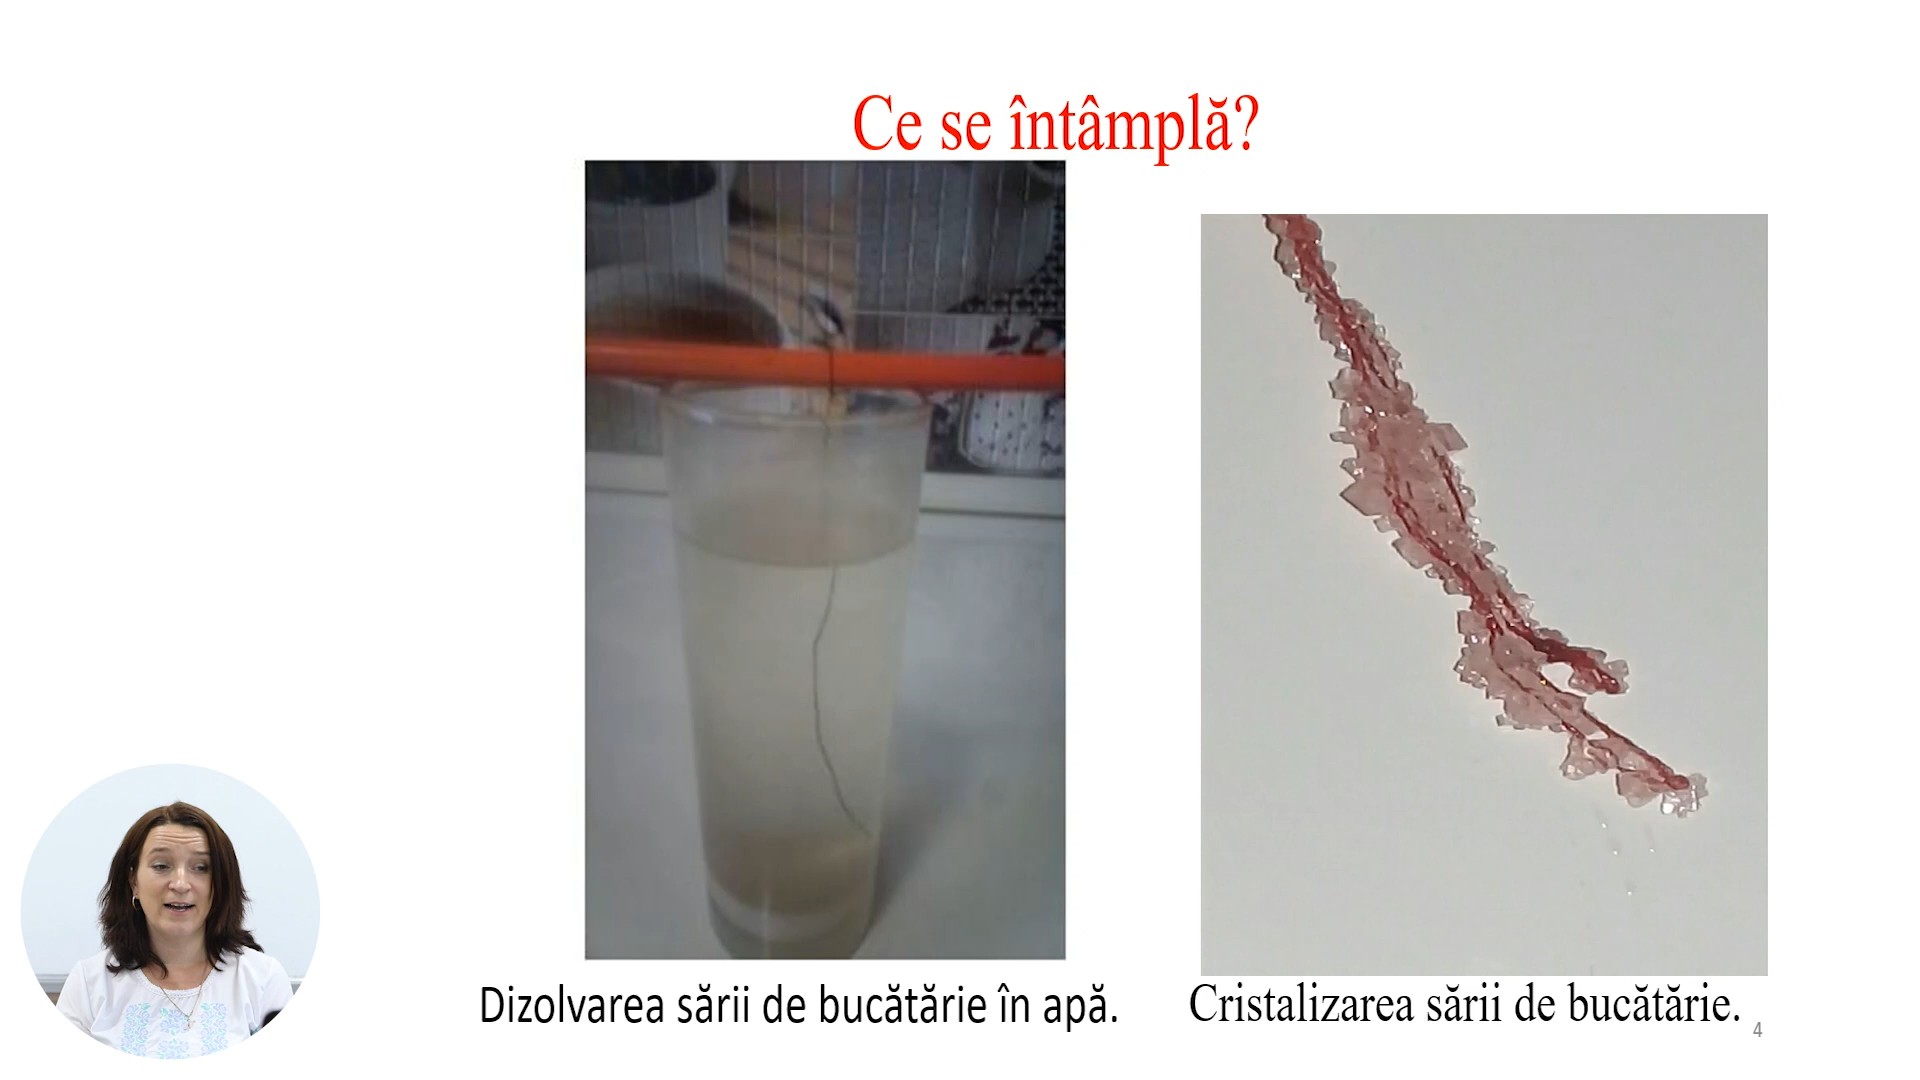 Ce se întâmplă?
Dizolvarea sării de bucătărie în apă.
Cristalizarea sării de bucătărie.
4